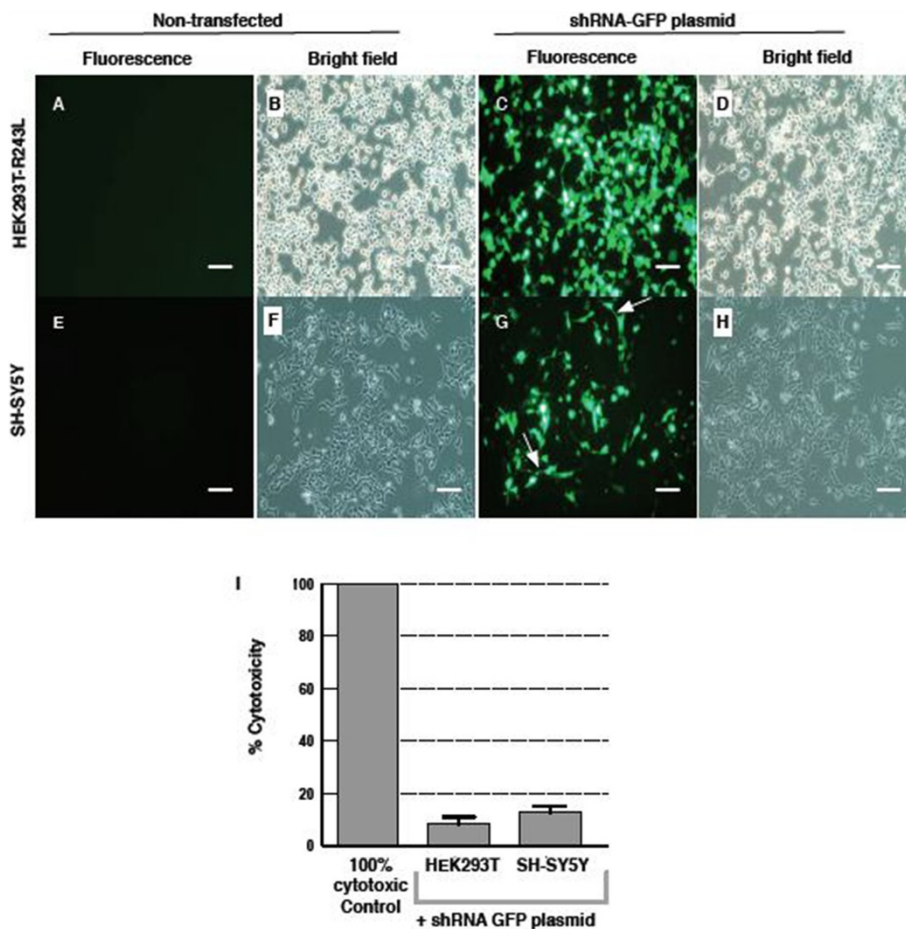 Non-transfected shRNA-GFP plasmid
Fluorescence Bright field Fluorescence Bright field
HEK293T-R243L
A B C D
SH-SY5Y
E F G H
I
% Cytotoxicity
100
80
60
40
20
0
100% cytotoxic Control
HEK293T SH-SY5Y
+ shRNA GFP plasmid